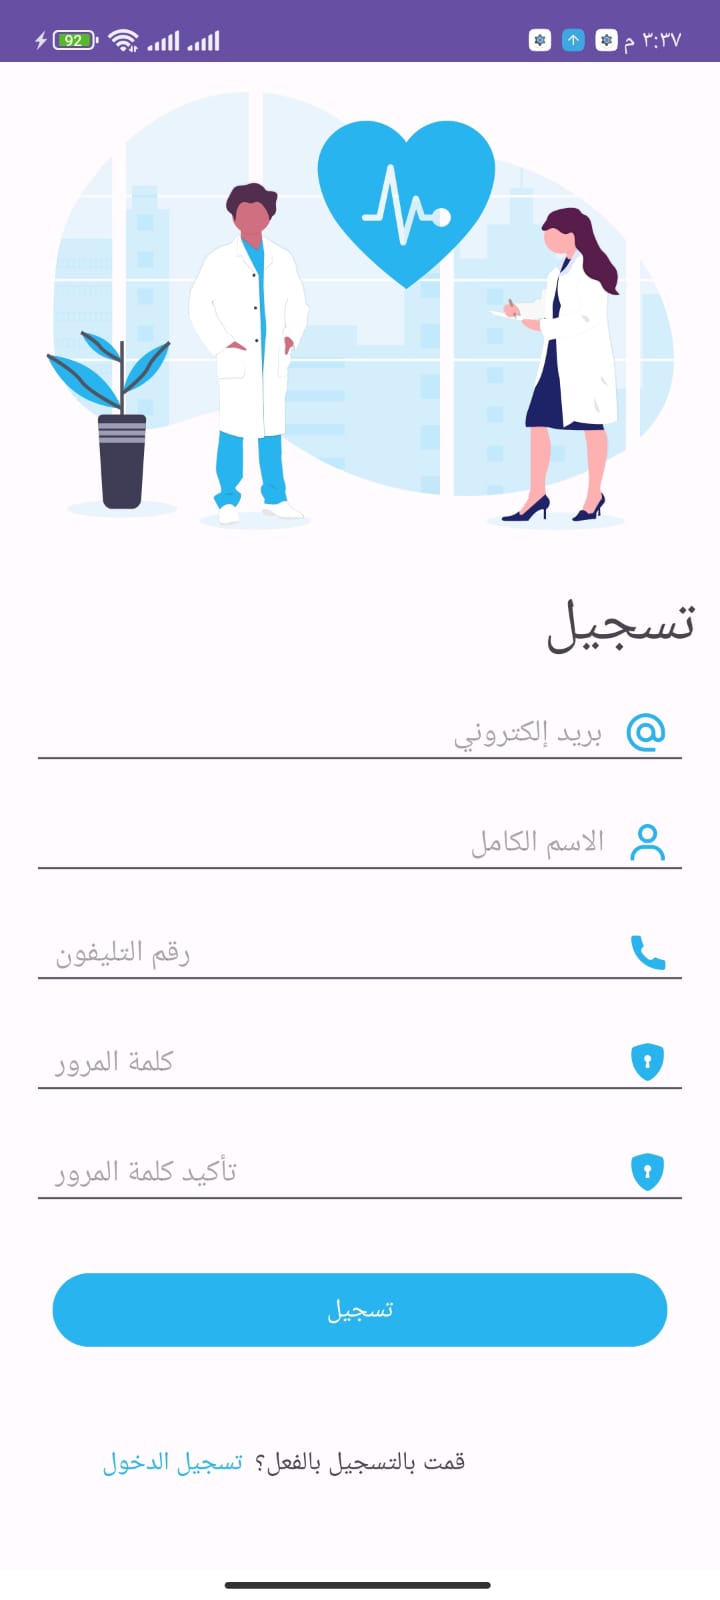 ٣:٣٧ م
92
تسجيل
بريد إلكتروني
الاسم الكامل
رقم التليفون
كلمة المرور
تأكيد كلمة المرور
تسجيل
قمت بالتسجيل بالفعل؟ تسجيل الدخول